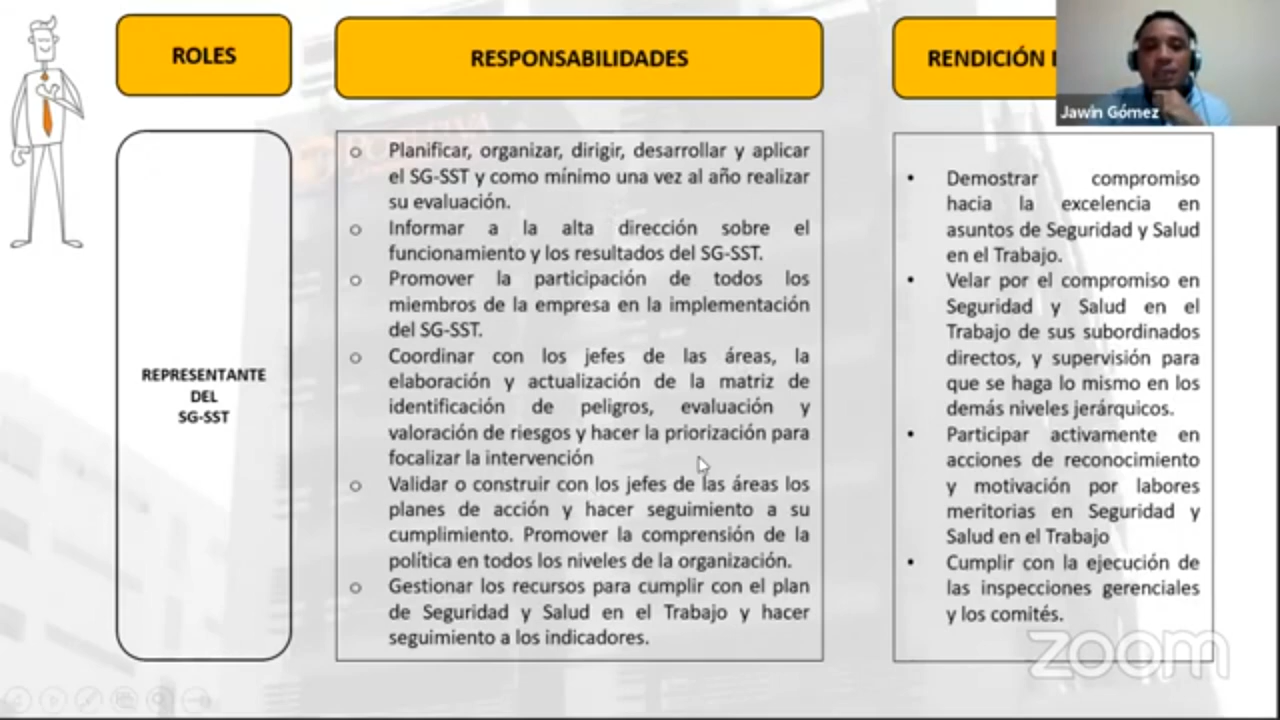 ROLES
RESPONSABILIDADES
RENDICIÓN
Jawin Gómez
REPRESENTANTE
DEL
SG-SST
o Planificar, organizar, dirigir, desarrollar y aplicar
el SG-SST y como mínimo una vez al año realizar
su evaluación.
o Informar a la alta dirección sobre el
funcionamiento y los resultados del SG-SST.
o Promover la participación de todos los
miembros de la empresa en la implementación
del SG-SST.
o Coordinar con los jefes de las áreas, la
elaboración y actualización de la matriz de
identificación de peligros, evaluación y
valoración de riesgos y hacer la priorización para
focalizar la intervención
o Validar o construir con los jefes de las áreas los
planes de acción y hacer seguimiento a su
cumplimiento. Promover la comprensión de la
política en todos los niveles de la organización.
o Gestionar los recursos para cumplir con el plan
de Seguridad y Salud en el Trabajo y hacer
seguimiento a los indicadores.
• Demostrar compromiso
hacia la excelencia en
asuntos de Seguridad y Salud
en el Trabajo.
• Velar por el compromiso en
Seguridad y Salud en el
Trabajo de sus subordinados
directos, y supervisión para
que se haga lo mismo en los
demás niveles jerárquicos.
• Participar activamente en
acciones de reconocimiento
y motivación por labores
meritorias en Seguridad y
Salud en el Trabajo
• Cumplir con la ejecución de
las inspecciones gerenciales
y los comités.
zoom